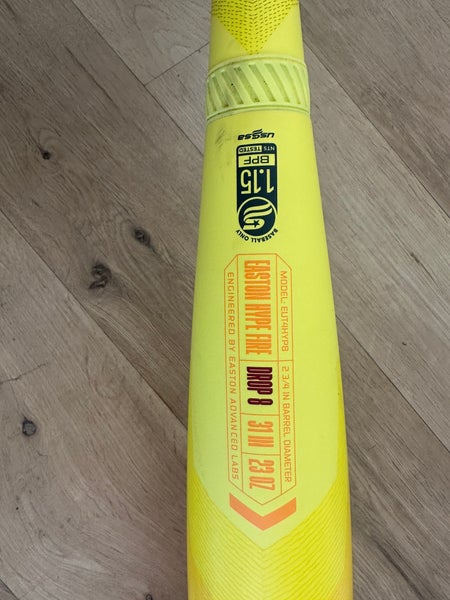 USSSA
NTS TESTED
BPF
1.15
BASEBALL ONLY
MODEL: EUT4HYP8
2 3/4 IN BARREL DIAMETER
EASTON HYPE FIRE
DROP 8
31 IN
23 OZ
ENGINEERED BY EASTON ADVANCED LABS